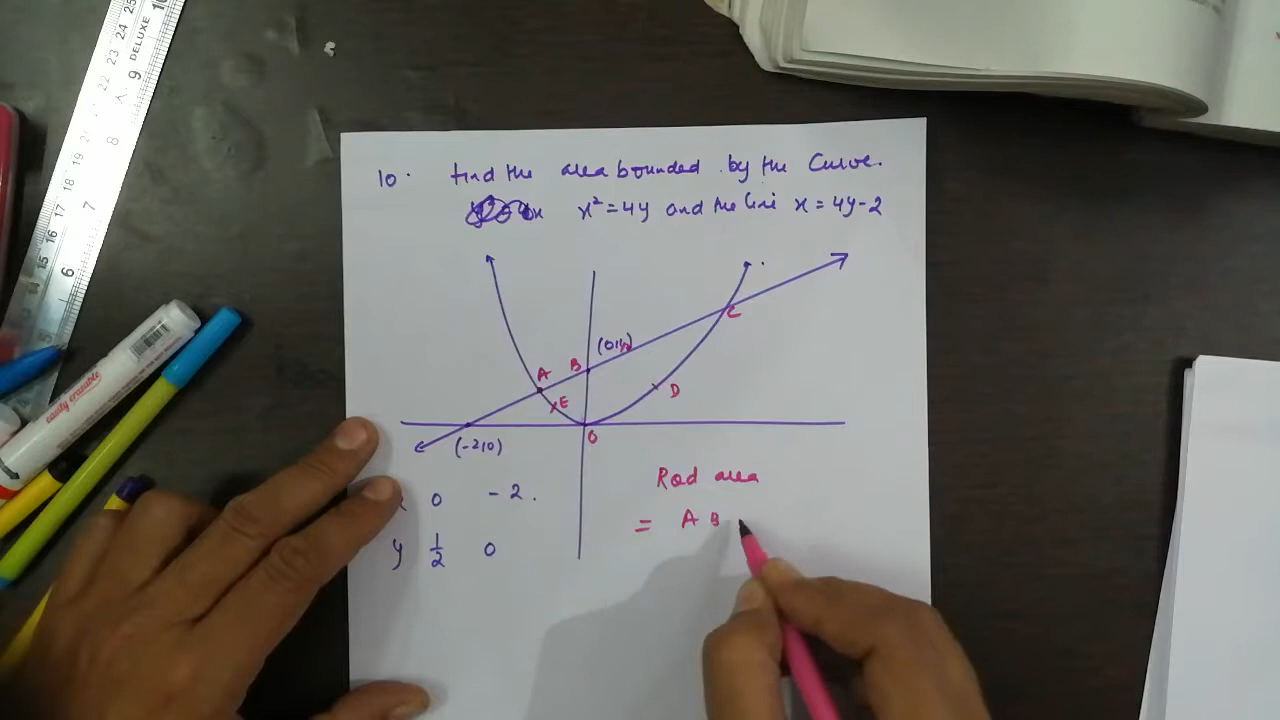 10. find the area bounded by the Curve.
x² = 4y and the line x = 4y-2
C
(0,1/2)
B
A
E
D
O
(-2,0)
Rod area
0 -2.
= A B
y 1/2 0
DELUXE
easily erasable